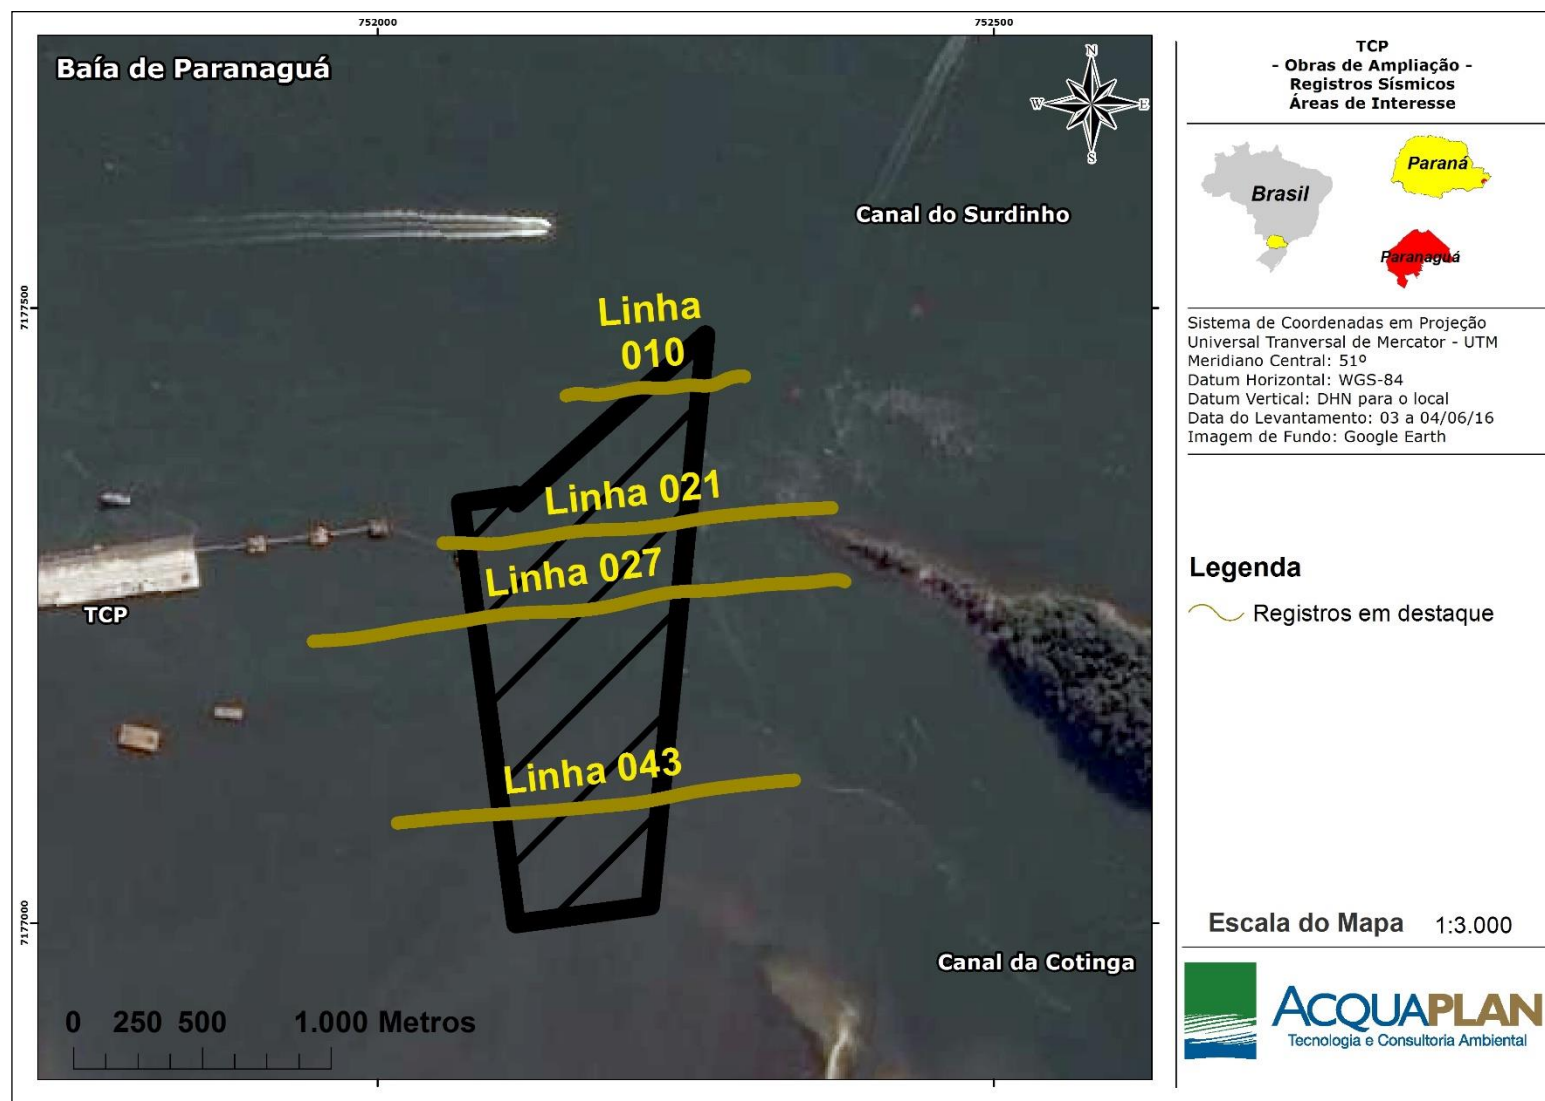 752000
752500
Baía de Paranaguá
N
W
E
S
Canal do Surdinho
7177500
Linha
010
Linha 021
Linha 027
TCP
Linha 043
7177000
Canal da Cotinga
0 250 500 1.000 Metros
TCP
- Obras de Ampliação -
Registros Sísmicos
Áreas de Interesse
Brasil
Paraná
Paranaguá
Sistema de Coordenadas em Projeção
Universal Tranversal de Mercator - UTM
Meridiano Central: 51º
Datum Horizontal: WGS-84
Datum Vertical: DHN para o local
Data do Levantamento: 03 a 04/06/16
Imagem de Fundo: Google Earth
Legenda
Registros em destaque
Escala do Mapa 1:3.000
ACQUAPLAN
Tecnologia e Consultoria Ambiental